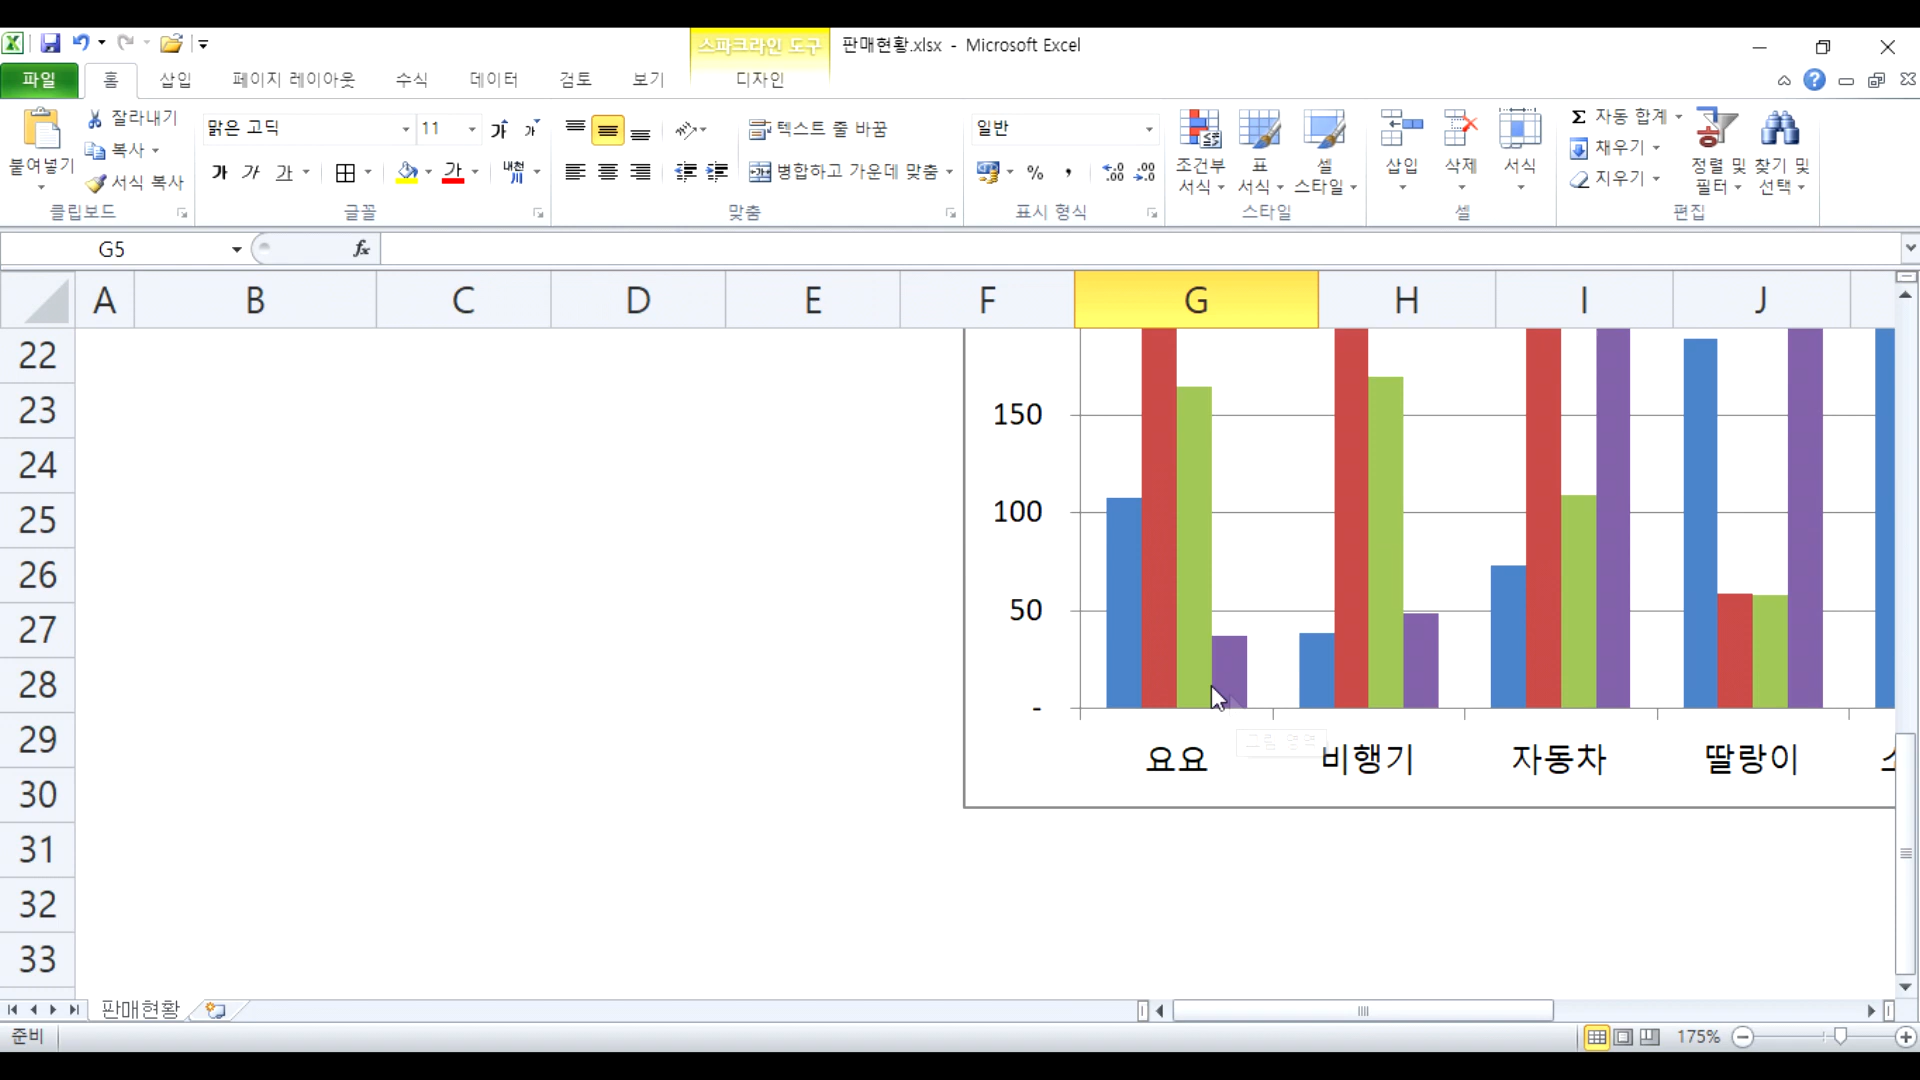 스파크라인 도구
판매현황.xlsx - Microsoft Excel
파일 홈 삽입 페이지 레이아웃 수식 데이터 검토 보기 디자인
붙여넣기
잘라내기
복사
서식 복사
클립보드
맑은 고딕 11
가 가
가 가 가 가 내천
글꼴
텍스트 줄 바꿈
병합하고 가운데 맞춤
맞춤
일반
%
표시 형식
조건부 서식
표 서식
셀 스타일
스타일
삽입 삭제 서식
셀
Σ 자동 합계
채우기
지우기
정렬 및 필터
찾기 및 선택
편집
G5 fx
A B C D E F G H I J
22
23
24
25
26
27
28
29
30
31
32
33
150
100
50
-
요요 비행기 자동차 딸랑이
그림 영역
판매현황
준비 175%